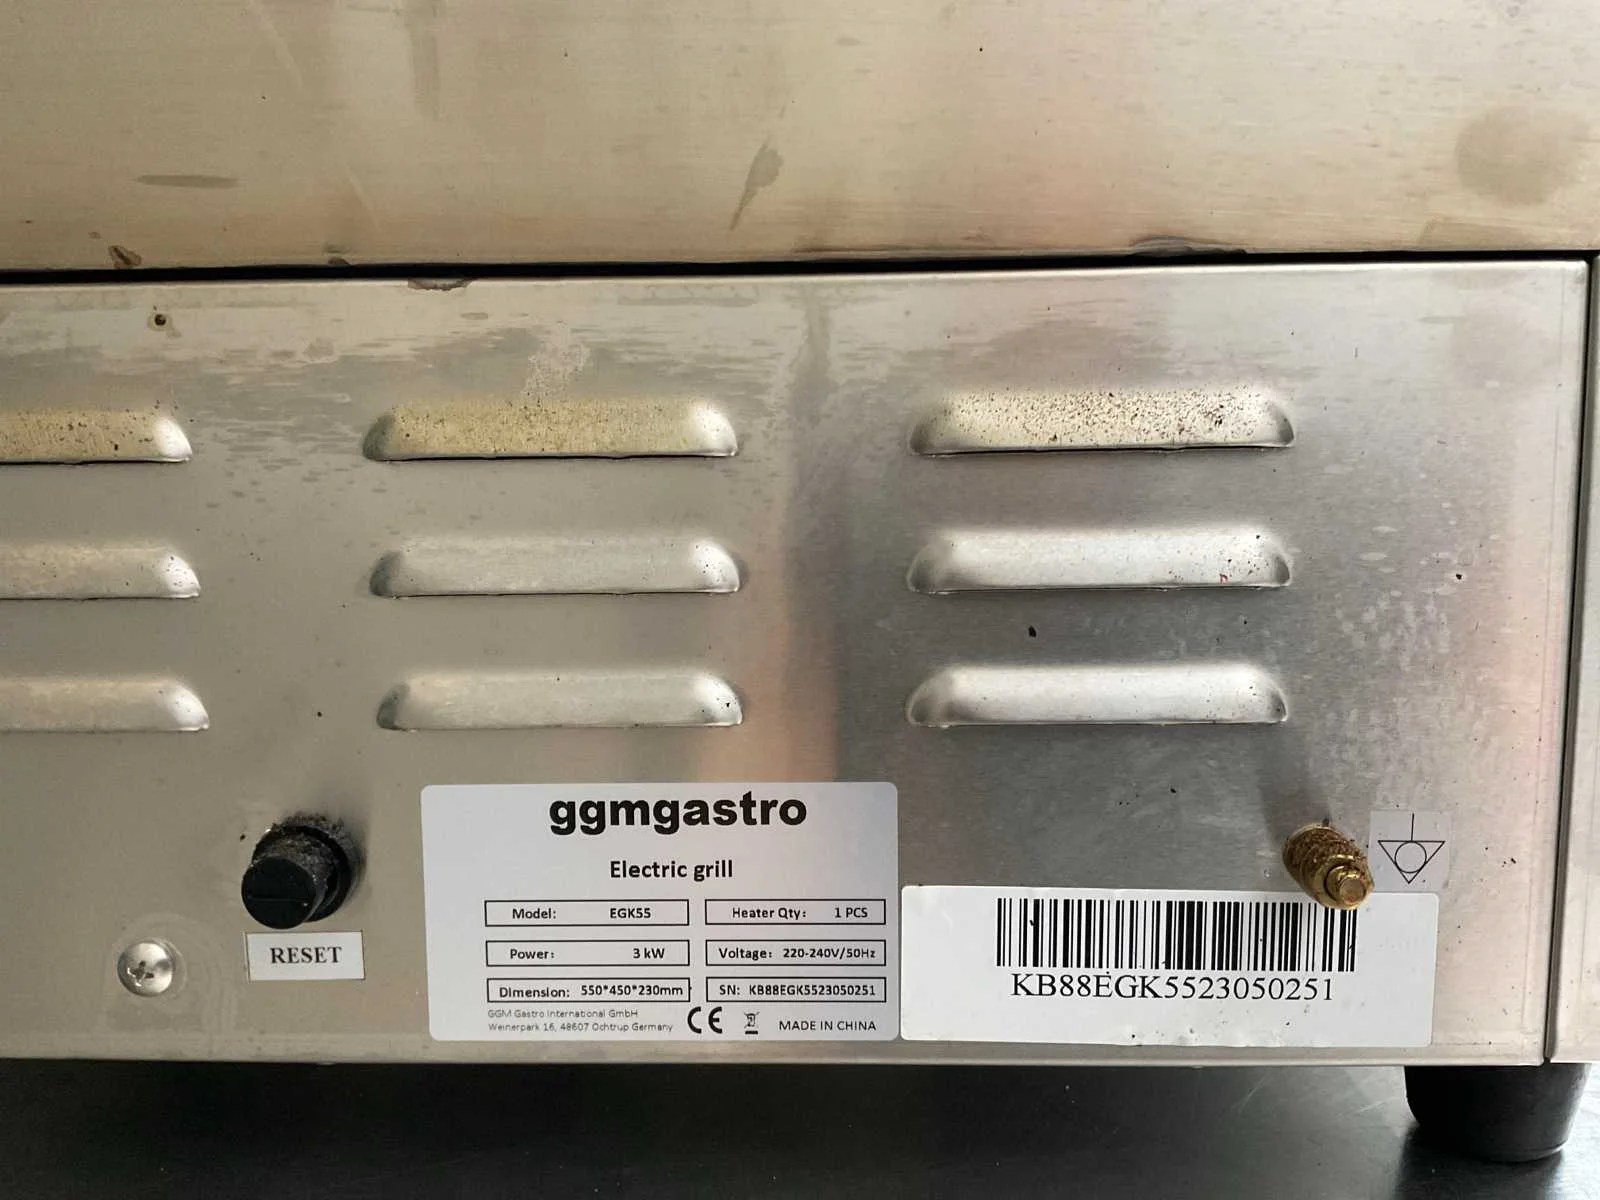 ggmgastro
Electric grill
Model: EGK55
Heater Qty: 1 PCS
Power: 3 kW
Voltage: 220-240V/50Hz
Dimension: 550*450*230mm
SN: KB88EGK5523050251
GGM Gastro International GmbH
Weinerpark 16, 48607 Ochtrup Germany
CE
MADE IN CHINA
RESET
KB88EGK5523050251